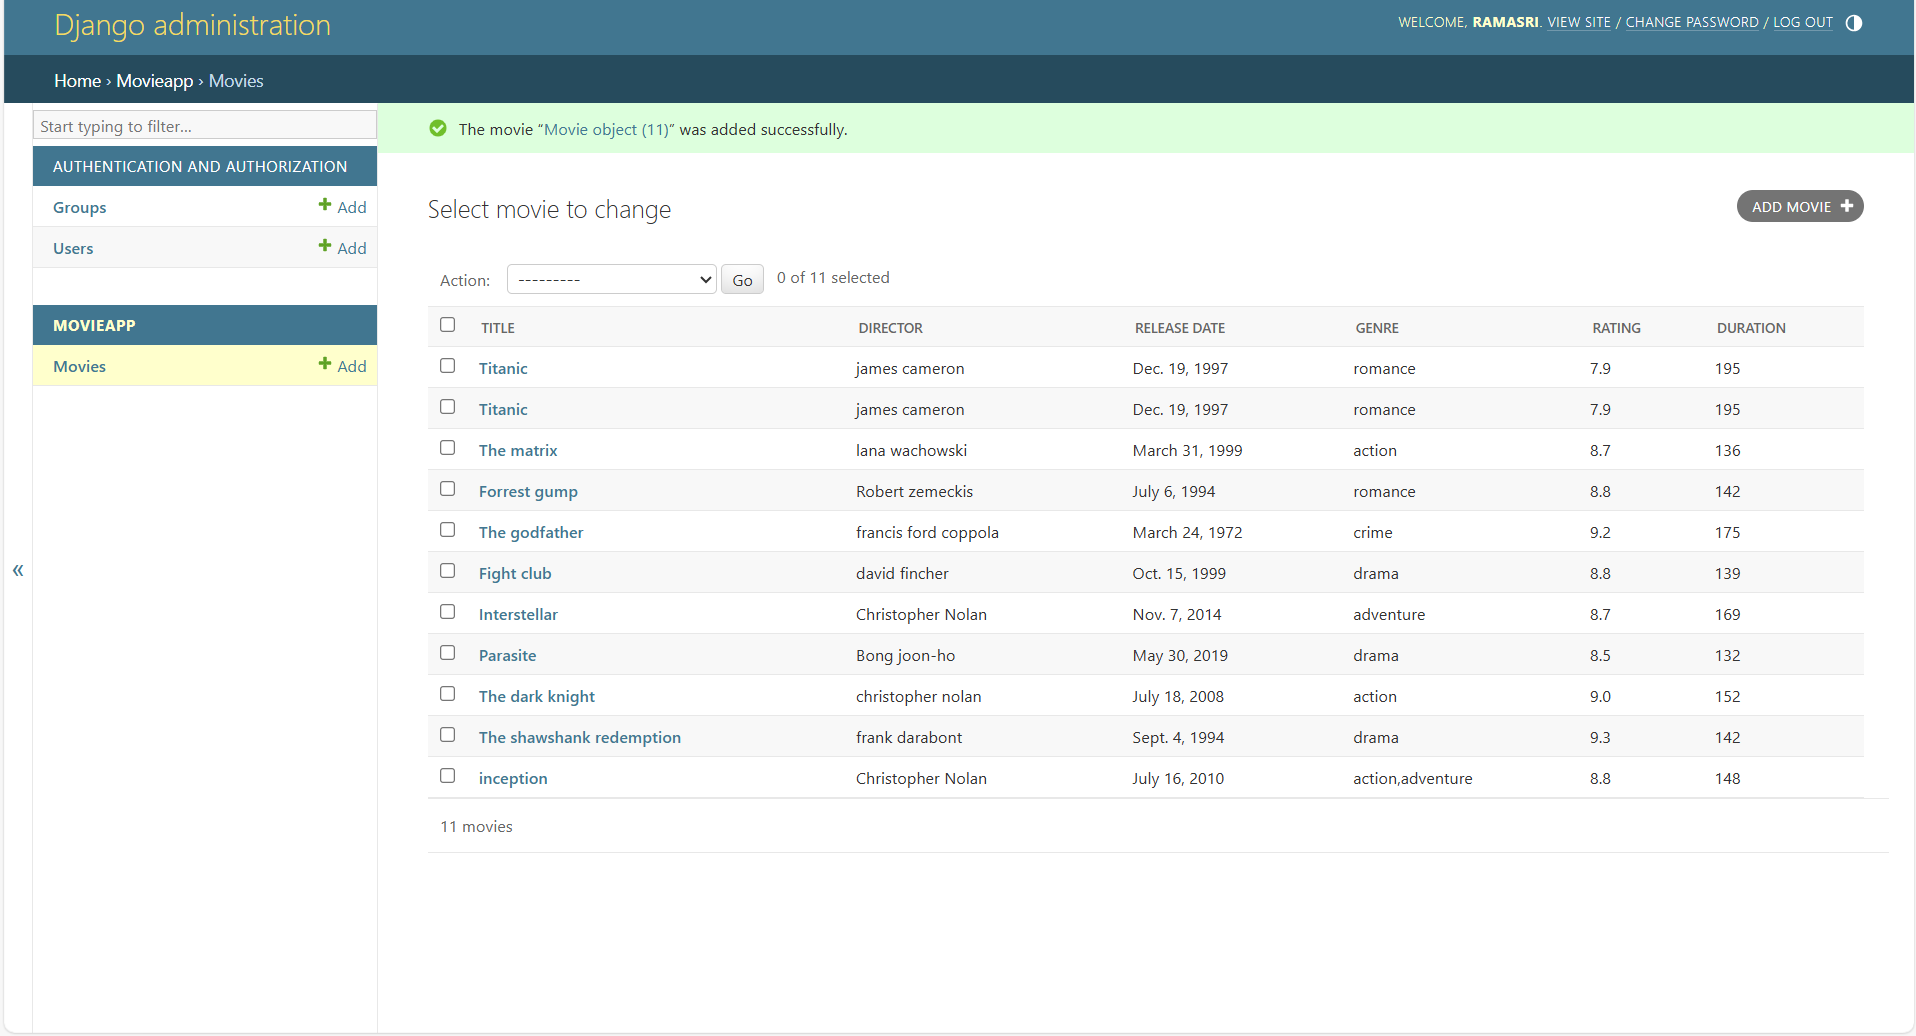 Django administration
WELCOME, RAMASRI. VIEW SITE / CHANGE PASSWORD / LOG OUT
Home › Movieapp › Movies
Start typing to filter...
AUTHENTICATION AND AUTHORIZATION
Groups Add
Users Add
MOVIEAPP
Movies Add
«
The movie “Movie object (11)” was added successfully.
Select movie to change
ADD MOVIE
Action: --------- Go 0 of 11 selected
TITLE DIRECTOR RELEASE DATE GENRE RATING DURATION
Titanic james cameron Dec. 19, 1997 romance 7.9 195
Titanic james cameron Dec. 19, 1997 romance 7.9 195
The matrix lana wachowski March 31, 1999 action 8.7 136
Forrest gump Robert zemeckis July 6, 1994 romance 8.8 142
The godfather francis ford coppola March 24, 1972 crime 9.2 175
Fight club david fincher Oct. 15, 1999 drama 8.8 139
Interstellar Christopher Nolan Nov. 7, 2014 adventure 8.7 169
Parasite Bong joon-ho May 30, 2019 drama 8.5 132
The dark knight christopher nolan July 18, 2008 action 9.0 152
The shawshank redemption frank darabont Sept. 4, 1994 drama 9.3 142
inception Christopher Nolan July 16, 2010 action,adventure 8.8 148
11 movies